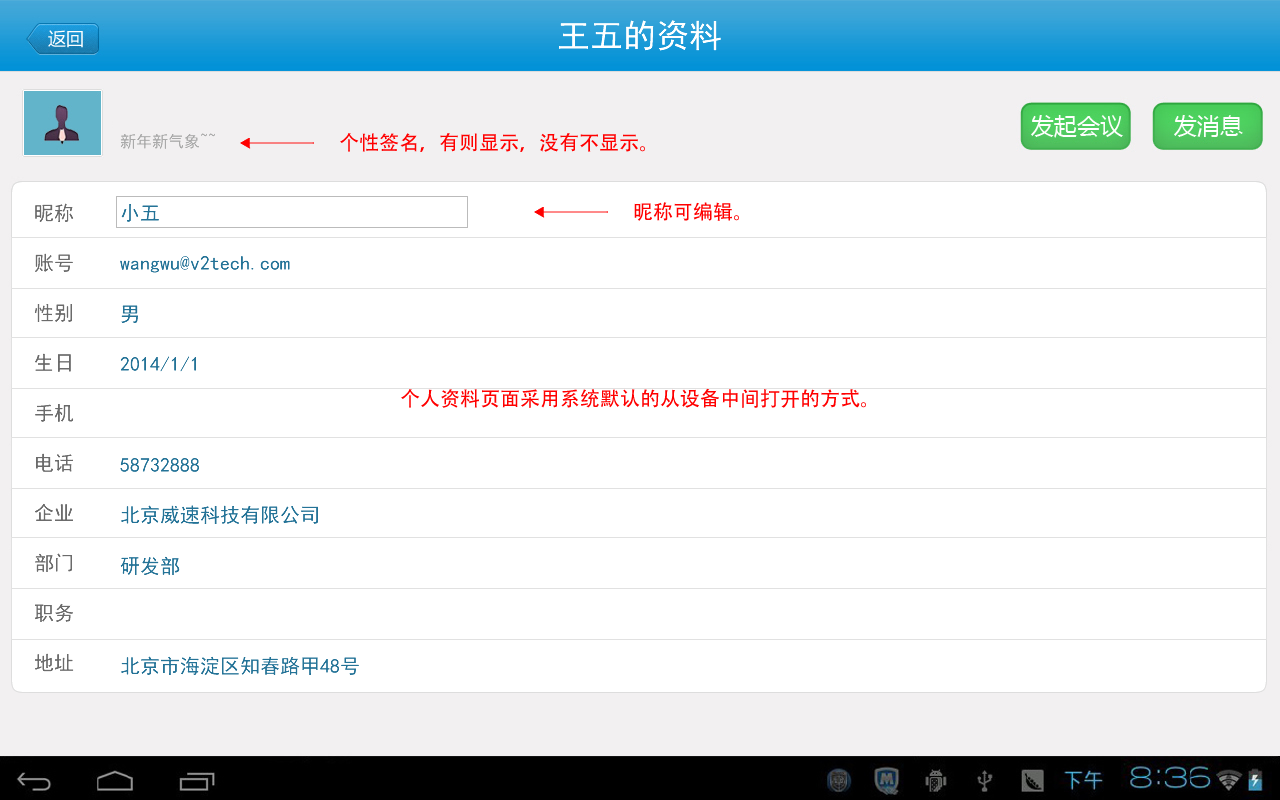 返回
王五的资料
新年新气象~~
个性签名，有则显示，没有不显示。
发起会议
发消息
昵称 小五
昵称可编辑。
账号 wangwu@v2tech.com
性别 男
生日 2014/1/1
个人资料页面采用系统默认的从设备中间打开的方式。
手机
电话 58732888
企业 北京威速科技有限公司
部门 研发部
职务
地址 北京市海淀区知春路甲48号
M
下午 8:36